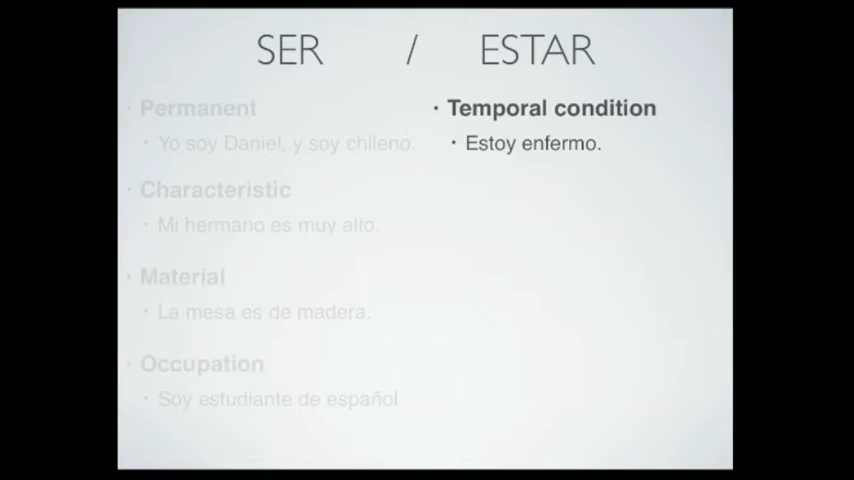 SER / ESTAR
· Permanent
· Yo soy Daniel, y soy chileno.
· Characteristic
· Mi hermano es muy alto.
· Material
· La mesa es de madera.
· Occupation
· Soy estudiante de español
· Temporal condition
· Estoy enfermo.